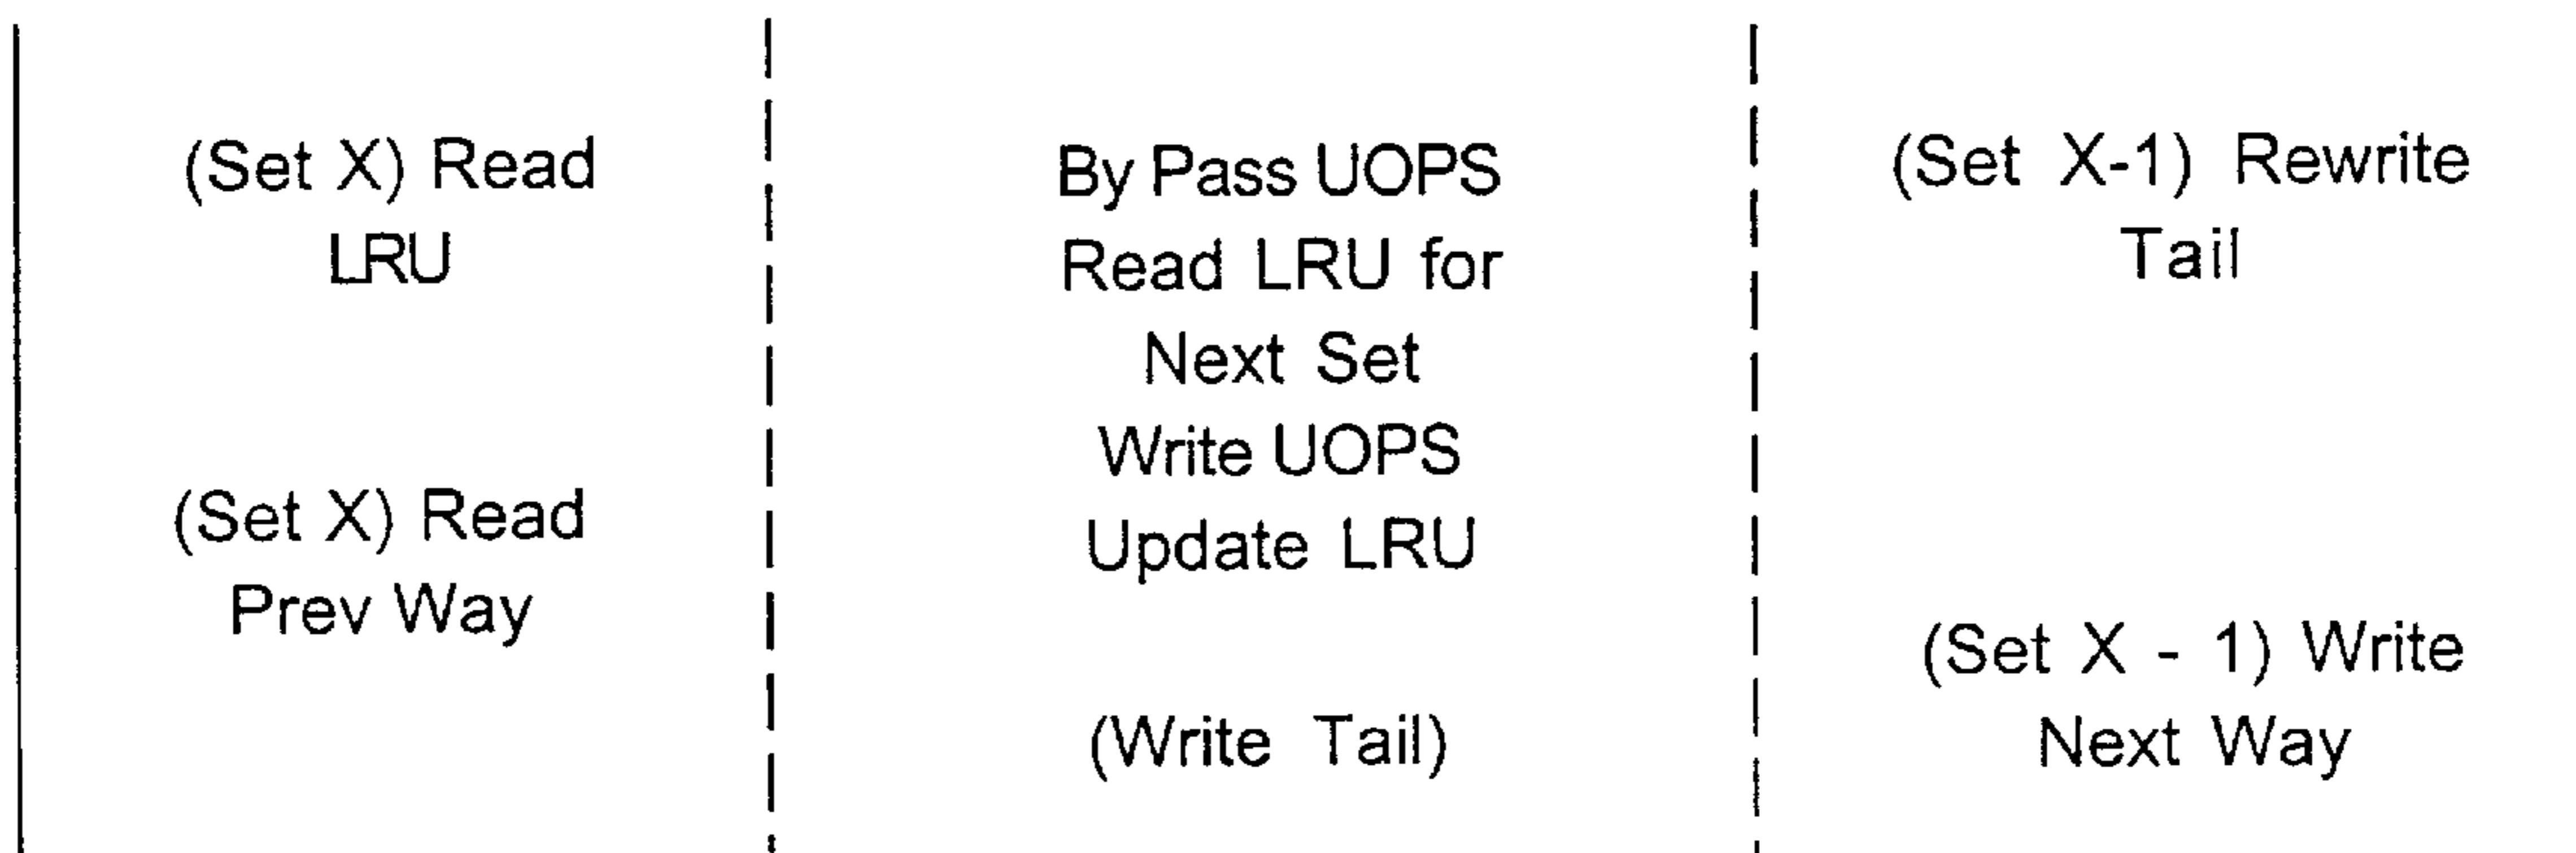 (Set X) Read
LRU
(Set X) Read
Prev Way
By Pass UOPS
Read LRU for
Next Set
Write UOPS
Update LRU
(Write Tail)
(Set X-1) Rewrite
Tail
(Set X - 1) Write
Next Way